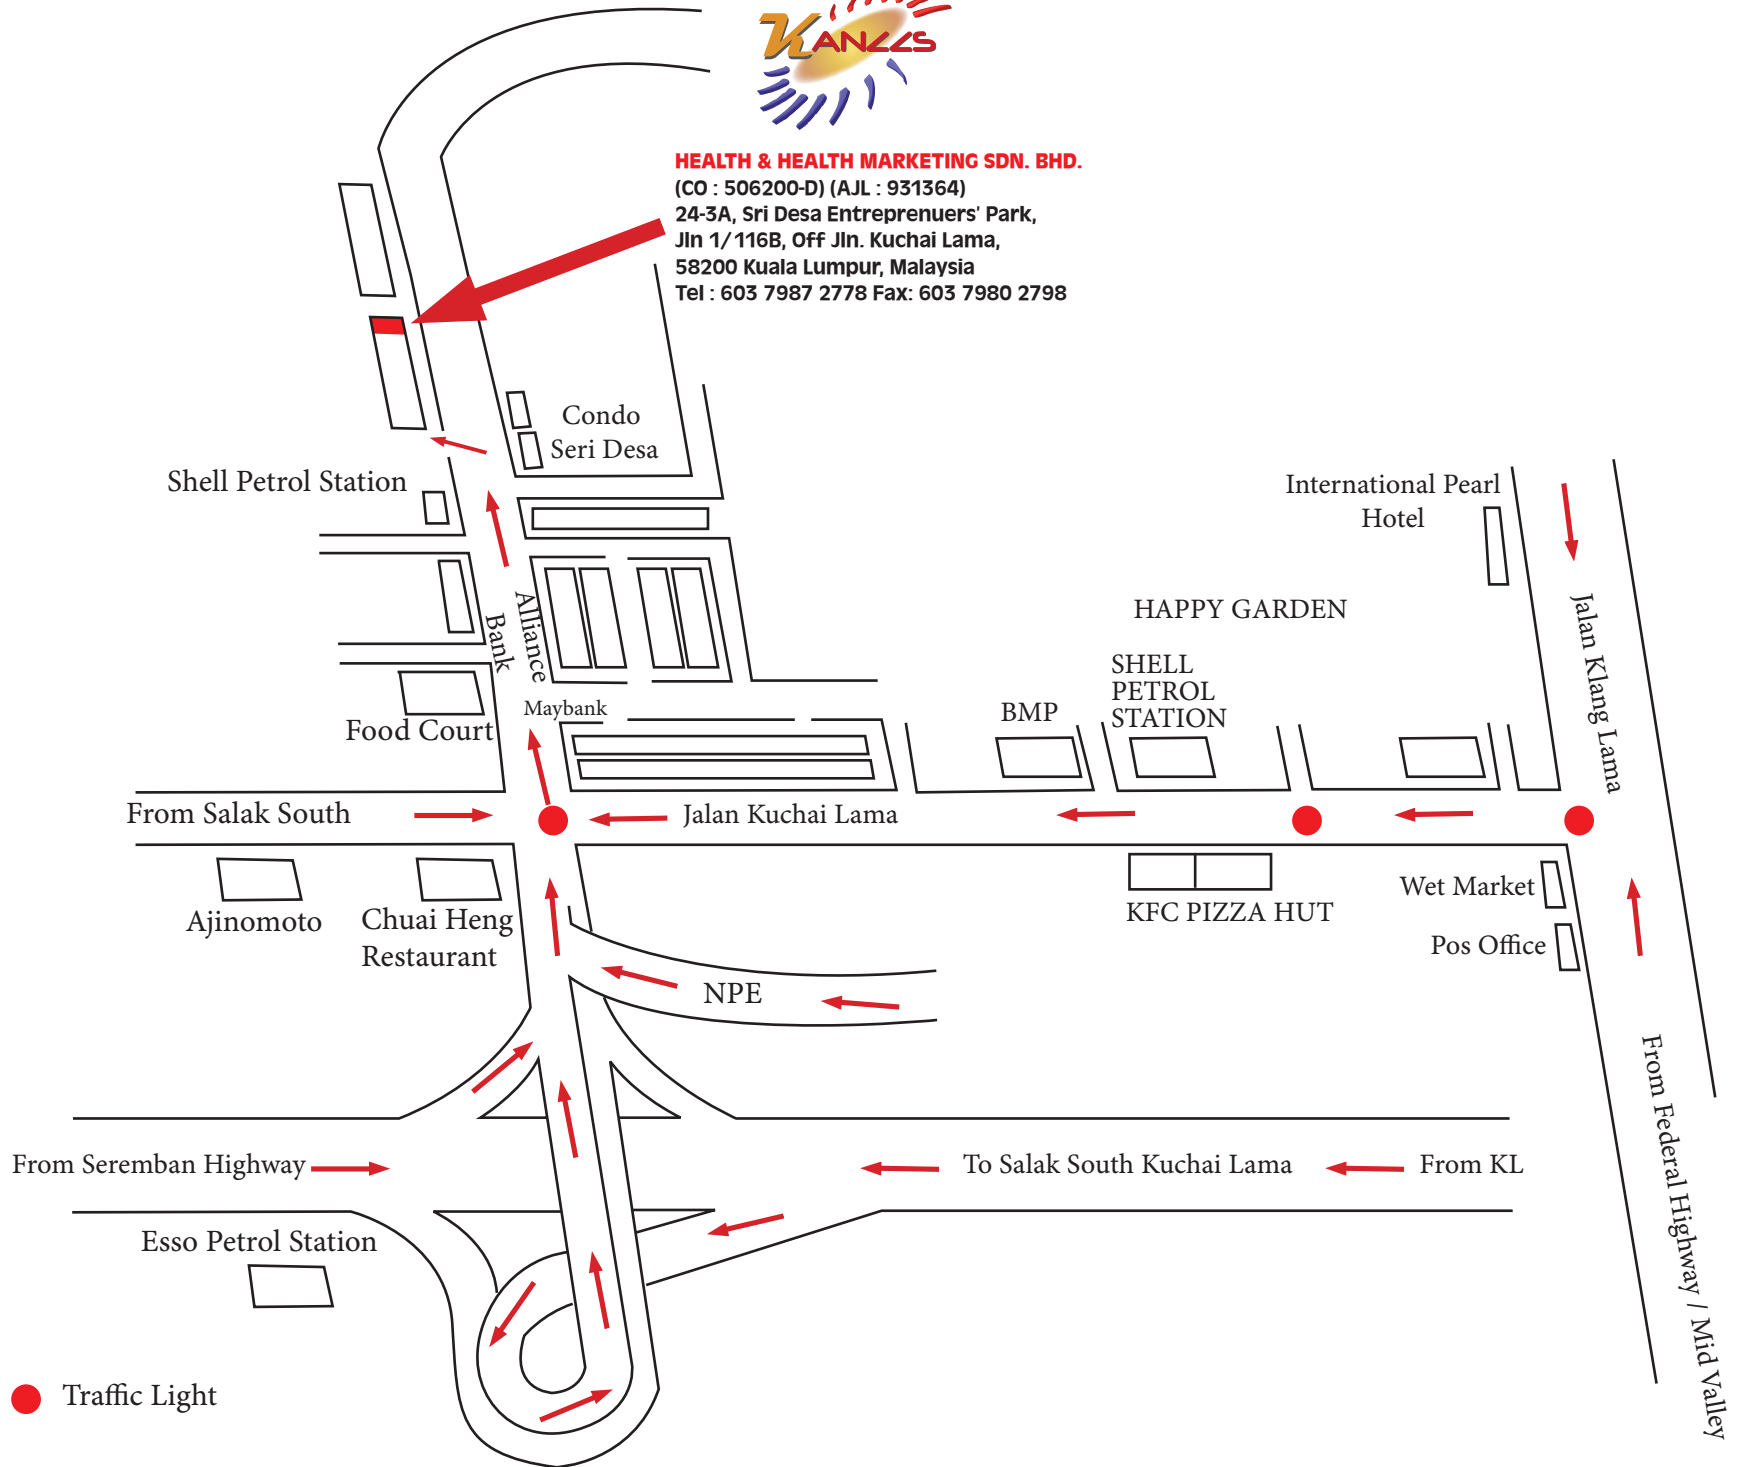 KANZZS
HEALTH & HEALTH MARKETING SDN. BHD.
(CO : 506200-D) (AJL : 931364)
24-3A, Sri Desa Entreprenuers' Park,
Jln 1/116B, Off Jln. Kuchai Lama,
58200 Kuala Lumpur, Malaysia
Tel : 603 7987 2778 Fax: 603 7980 2798
Condo
Seri Desa
Shell Petrol Station
International Pearl
Hotel
Alliance
Bank
HAPPY GARDEN
Jalan Klang Lama
SHELL
PETROL
STATION
BMP
Maybank
Food Court
From Salak South
Jalan Kuchai Lama
Ajinomoto
Chuai Heng
Restaurant
KFC PIZZA HUT
Wet Market
Pos Office
NPE
From Federal Highway / Mid Valley
From Seremban Highway
To Salak South Kuchai Lama
From KL
Esso Petrol Station
Traffic Light